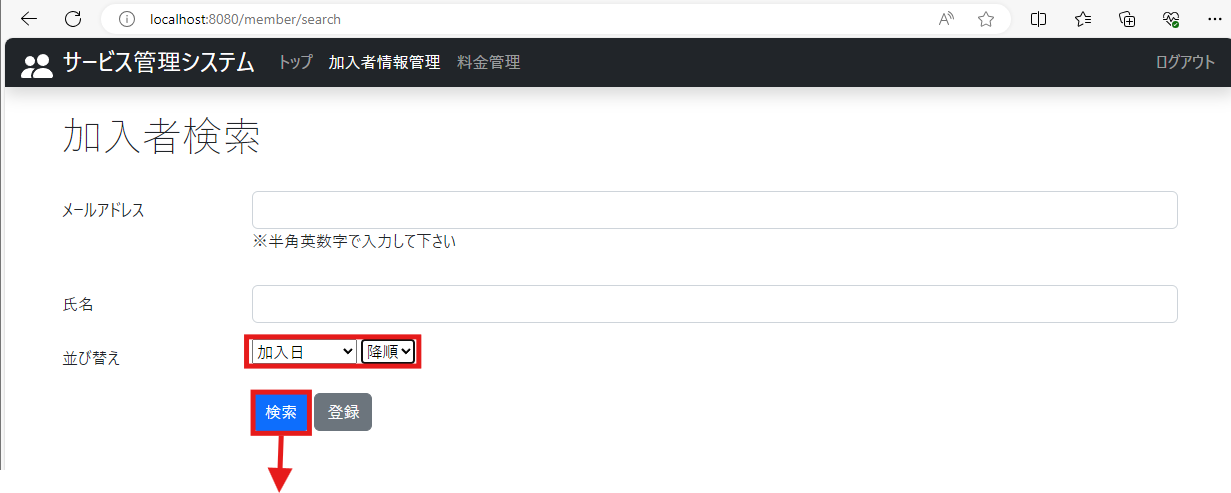 localhost:8080/member/search
サービス管理システム トップ 加入者情報管理 料金管理 ログアウト
加入者検索
メールアドレス
※半角英数字で入力して下さい
氏名
並び替え 加入日 降順
検索 登録